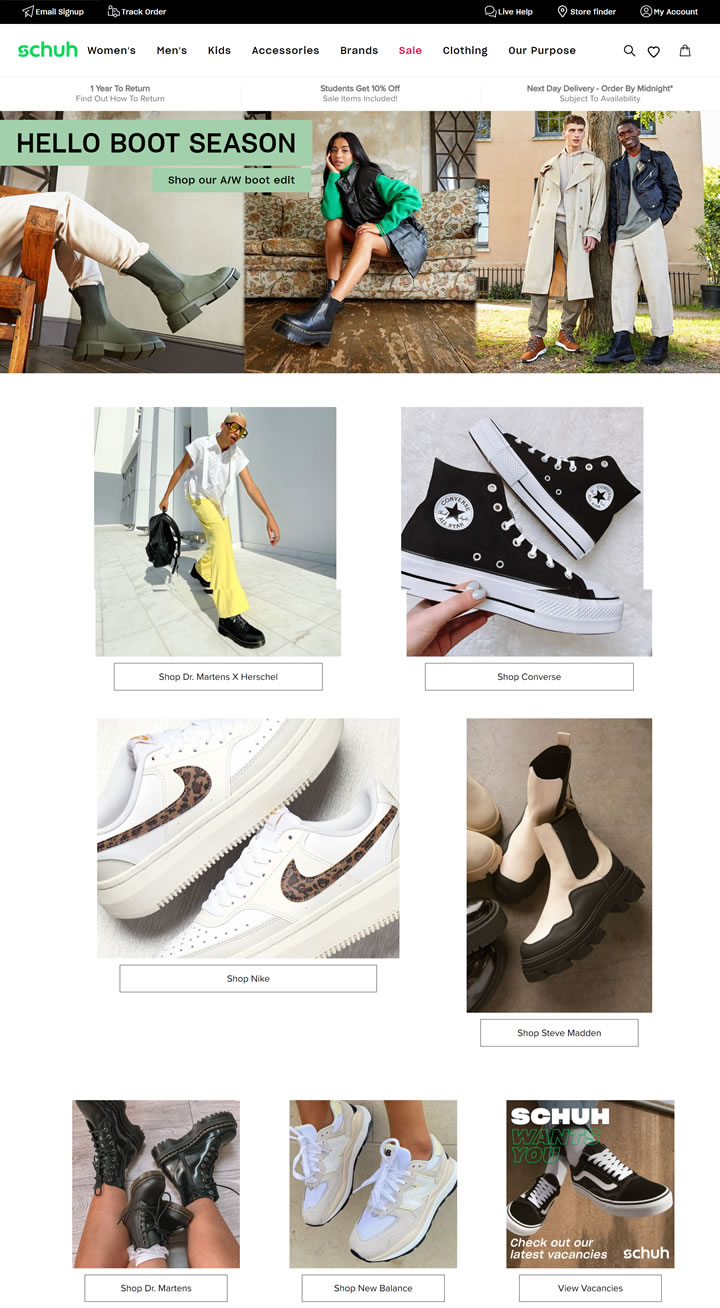 Email Signup
Track Order
Live Help
Store finder
My Account
schuh
Women's
Men's
Kids
Accessories
Brands
Sale
Clothing
Our Purpose
1 Year To Return
Find Out How To Return
Students Get 10% Off
Sale Items Included!
Next Day Delivery - Order By Midnight*
Subject To Availability
HELLO BOOT SEASON
Shop our A/W boot edit
CONVERSE
ALL STAR
Shop Dr. Martens X Herschel
Shop Converse
Shop Nike
Shop Steve Madden
SCHUH
WANTS
YOU
Check out our
latest vacancies
schuh
Shop Dr. Martens
Shop New Balance
View Vacancies